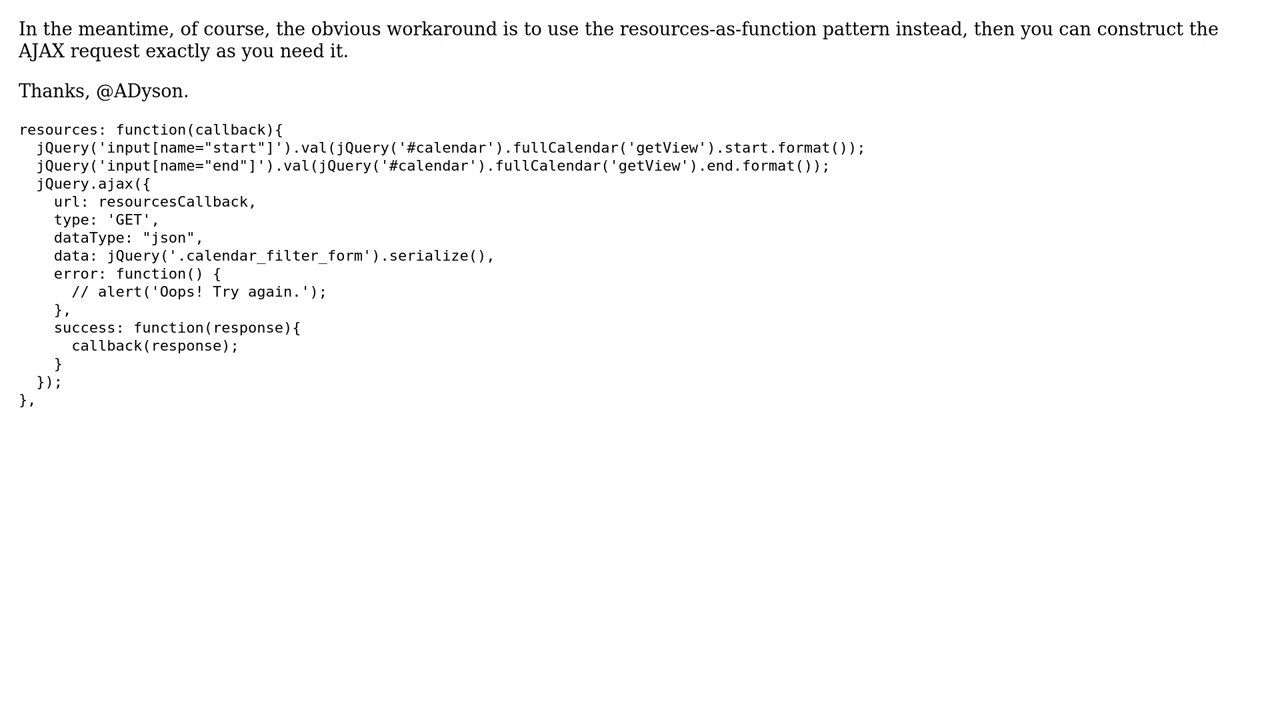 In the meantime, of course, the obvious workaround is to use the resources-as-function pattern instead, then you can construct the
AJAX request exactly as you need it.
Thanks, @ADyson.
resources: function(callback){
  jQuery('input[name="start"]').val(jQuery('#calendar').fullCalendar('getView').start.format());
  jQuery('input[name="end"]').val(jQuery('#calendar').fullCalendar('getView').end.format());
  jQuery.ajax({
    url: resourcesCallback,
    type: 'GET',
    dataType: "json",
    data: jQuery('.calendar_filter_form').serialize(),
    error: function() {
      // alert('Oops! Try again.');
    },
    success: function(response){
      callback(response);
    }
  });
},